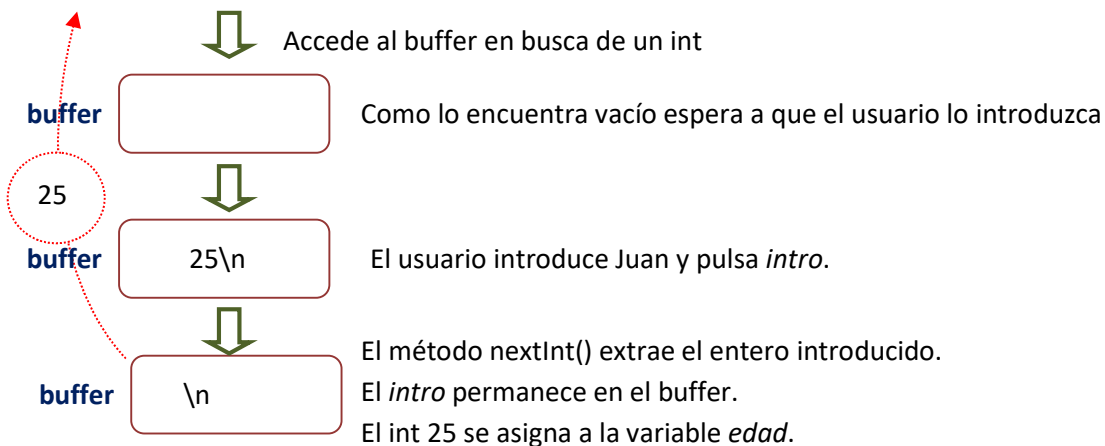 Accede al buffer en busca de un int
buffer
Como lo encuentra vacío espera a que el usuario lo introduzca
25
buffer
25\n
El usuario introduce Juan y pulsa intro.
El método nextInt() extrae el entero introducido.
buffer
\n
El intro permanece en el buffer.
El int 25 se asigna a la variable edad.